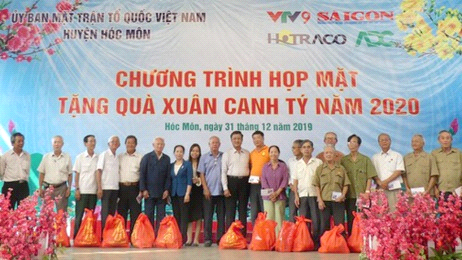 ỦY BAN MẶT TRẬN TỔ QUỐC VIỆT NAM
HUYỆN HÓC MÔN
VTV9 SAIGON
HOTRACO
CHƯƠNG TRÌNH HỌP MẶT
TẶNG QUÀ XUÂN CANH TÝ NĂM 2020
Hóc Môn, ngày 31 tháng 12 năm 2019